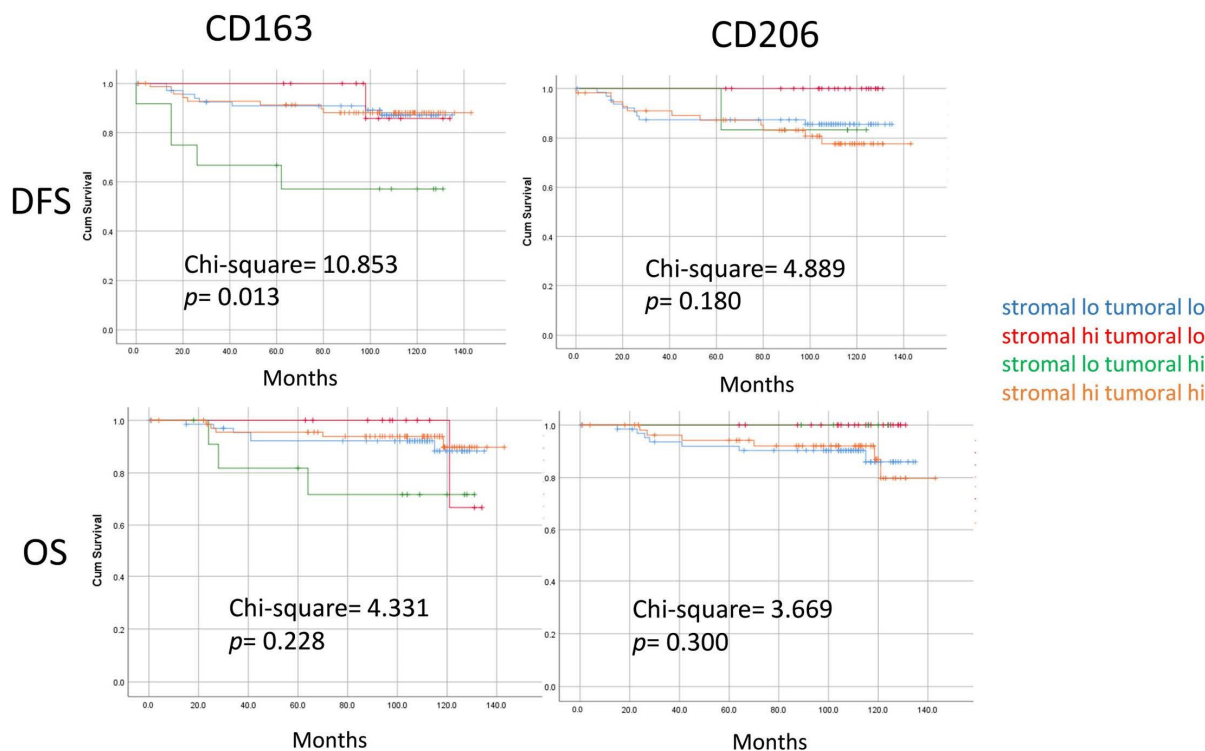 CD163
CD206
DFS
Cum Survival
1.0
0.8
0.6
0.4
0.2
0.0
0.0 20.0 40.0 60.0 80.0 100.0 120.0 140.0
Chi-square= 10.853
p= 0.013
Months
1.0
0.8
0.6
0.4
0.2
0.0
0.0 20.0 40.0 60.0 80.0 100.0 120.0 140.0
Cum Survival
Chi-square= 4.889
p= 0.180
Months
stromal lo tumoral lo
stromal hi tumoral lo
stromal lo tumoral hi
stromal hi tumoral hi
OS
Cum Survival
1.0
0.8
0.6
0.4
0.2
0.0
0.0 20.0 40.0 60.0 80.0 100.0 120.0 140.0
Chi-square= 4.331
p= 0.228
Months
1.0
0.8
0.6
0.4
0.2
0.0
0.0 20.0 40.0 60.0 80.0 100.0 120.0 140.0
Chi-square= 3.669
p= 0.300
Months